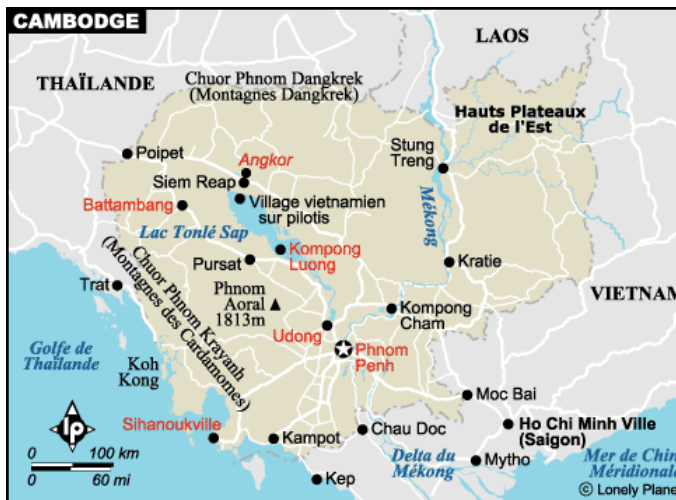 CAMBODGE
LAOS
THAÏLANDE
Chuor Phnom Dangkrek
(Montagnes Dangkrek)
Hauts Plateaux
de l'Est
Poipet
Angkor
Siem Reap
Stung
Treng
Battambang
Village vietnamien
sur pilotis
Mékong
Lac Tonlé Sap
Kompong
Luong
Pursat
Kratie
Chuor Phnom Krayanh
(Montagnes des Cardamomes)
Trat
Phnom
Aoral
1813m
VIETNAM
Kompong
Cham
Udong
Phnom
Penh
Golfe de
Thaïlande
Koh
Kong
Moc Bai
Sihanoukville
Kampot
Chau Doc
Ho Chi Minh Ville
(Saigon)
lp
0 100 km
0 60 mi
Kep
Delta du
Mékong
Mytho
Mer de Chin
Méridionale
© Lonely Plane